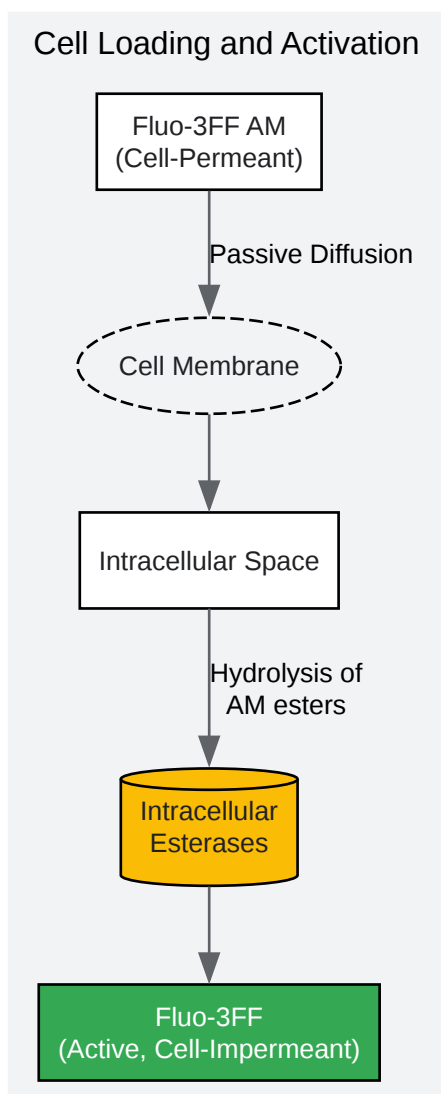 Cell Loading and Activation
Fluo-3FF AM
(Cell-Permeant)
Passive Diffusion
Cell Membrane
Intracellular Space
Hydrolysis of
AM esters
Intracellular
Esterases
Fluo-3FF
(Active, Cell-Impermeant)